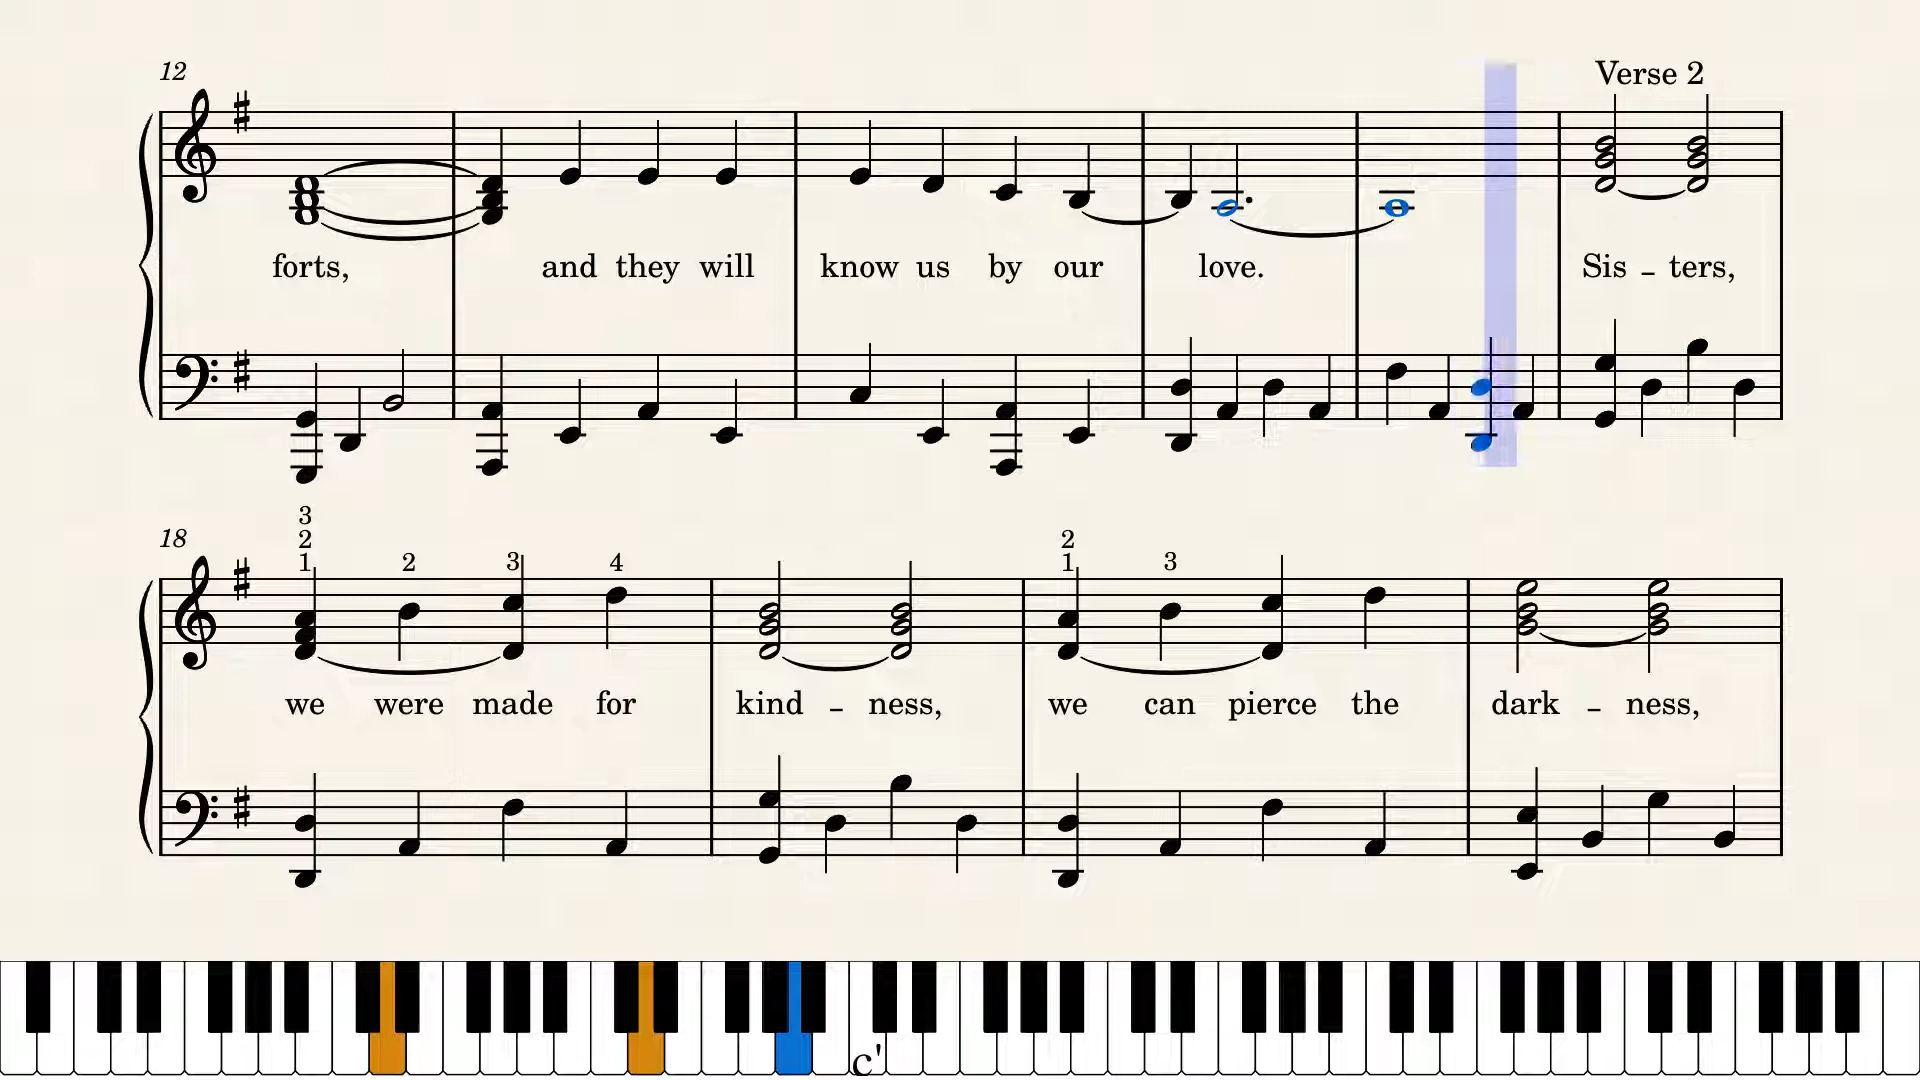 12
Verse 2
forts, and they will know us by our love. Sis - ters,
18
3
2 2
1 2 3 4 1 3
we were made for kind - ness, we can pierce the dark - ness,
c'